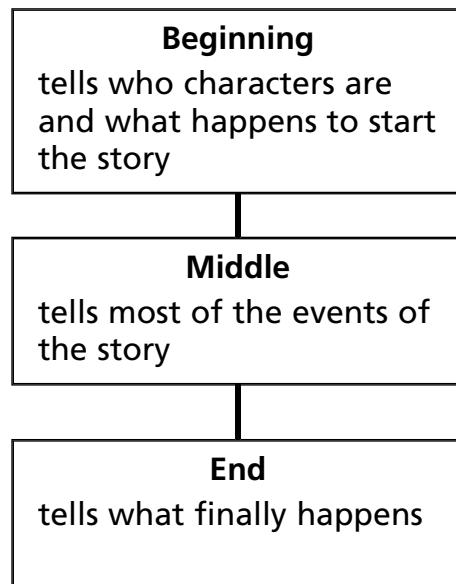 Beginning
tells who characters are
and what happens to start
the story
Middle
tells most of the events of
the story
End
tells what finally happens